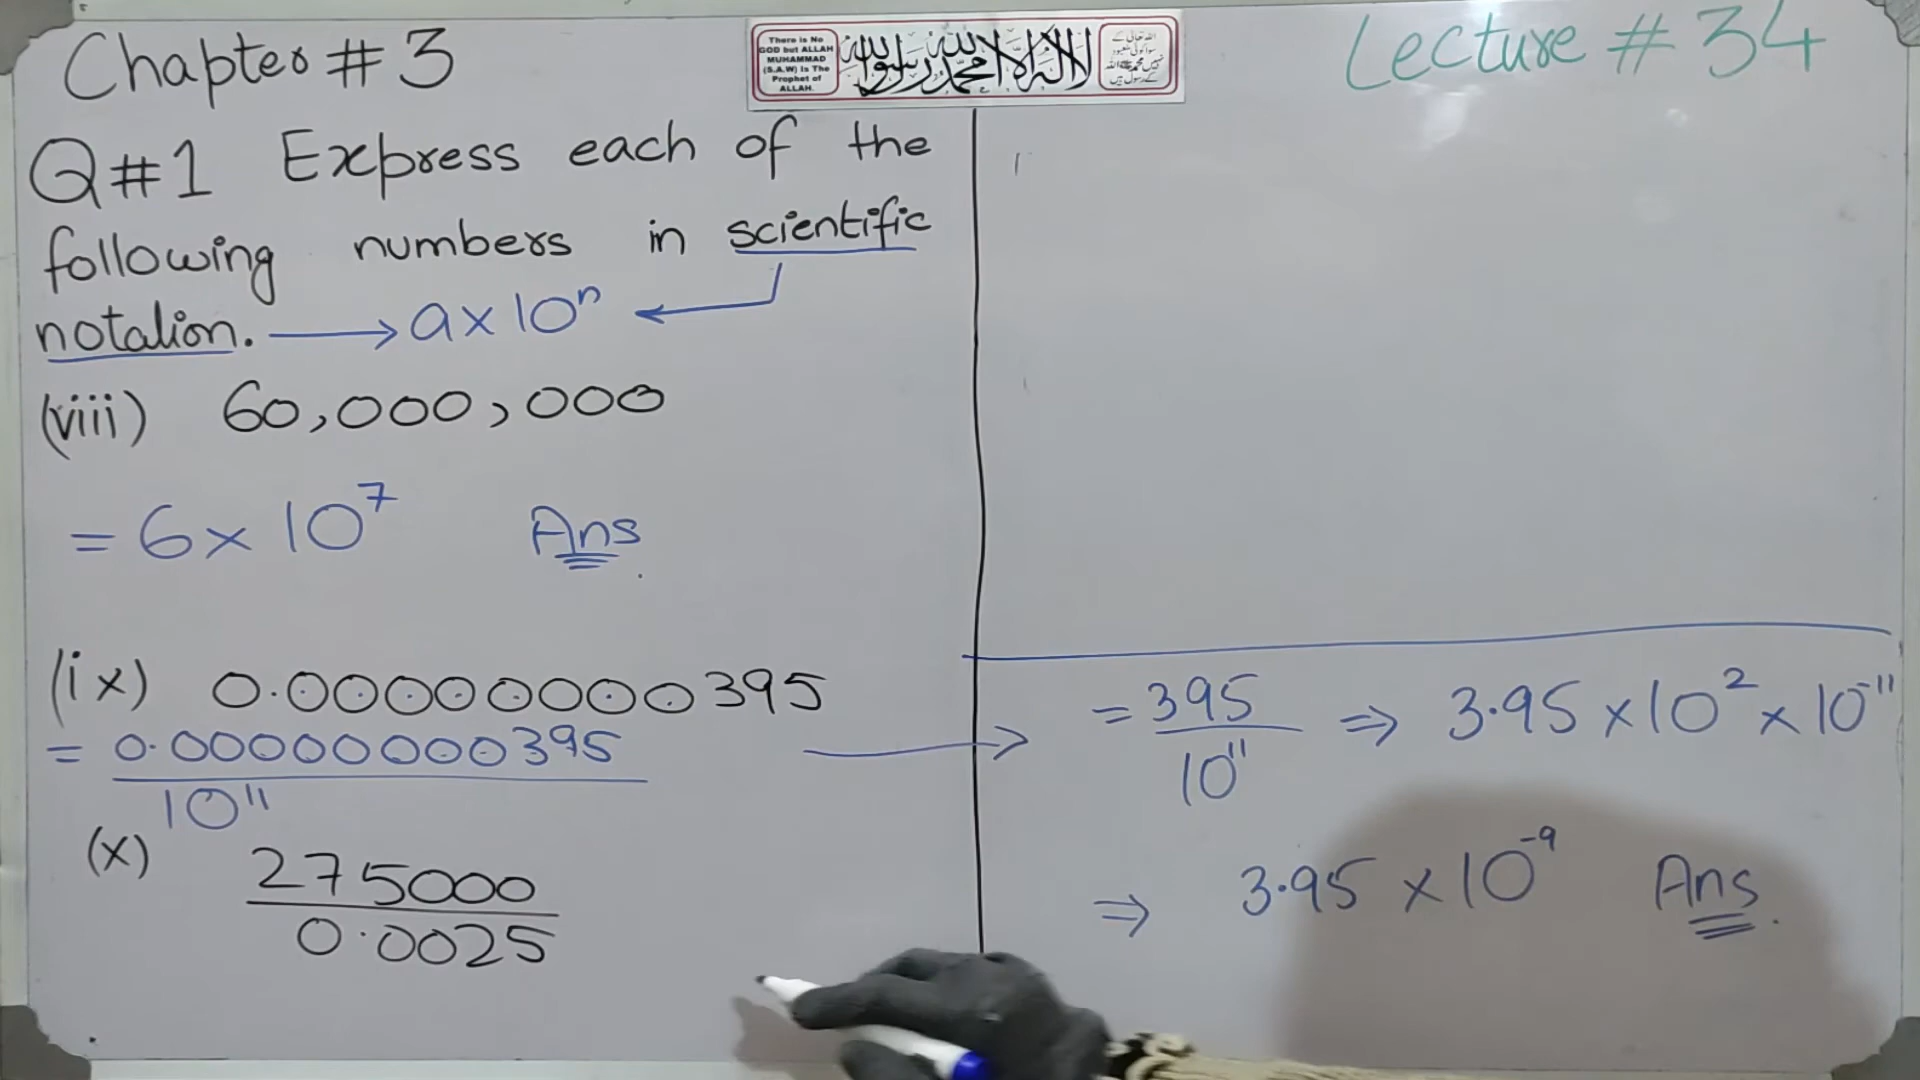 Chapter # 3
There is No
GOD but ALLAH
MUHAMMAD
(S.A.W) is The
Prophet of
ALLAH.
لا اله الا الله محمد رسول الله
Lecture # 34
Q#1 Express each of the
following numbers in scientific
notation. → a x 10ⁿ
(viii) 60,000,000
= 6 x 10⁷ Ans
(ix) 0.00000000395
= 0.00000000395
10¹¹
= 395
10¹¹
⇒ 3.95 x 10² x 10⁻¹¹
⇒ 3.95 x 10⁻⁹ Ans.
(x) 275000
0.0025